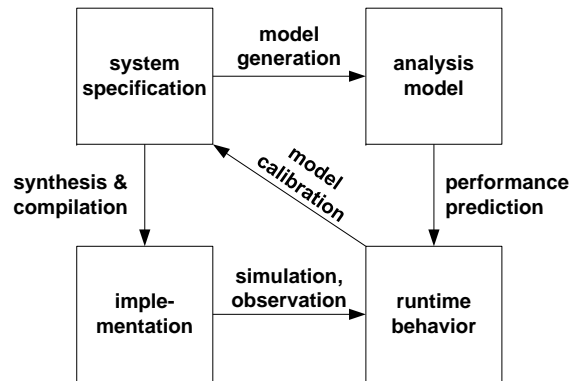 system
specification
model
generation
analysis
model
synthesis &
compilation
model
calibration
performance
prediction
imple-
mentation
simulation,
observation
runtime
behavior